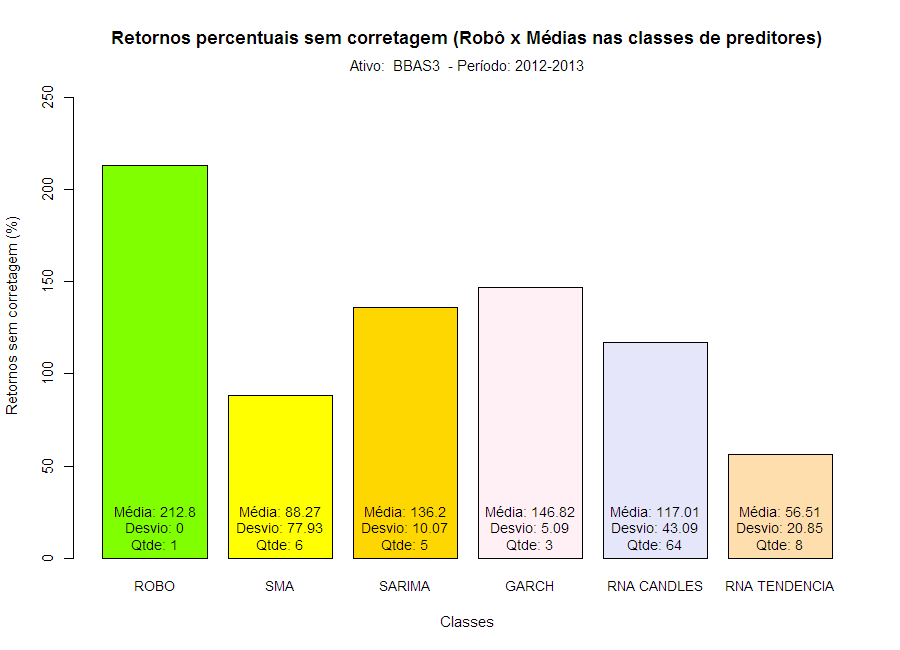 Retornos percentuais sem corretagem (Robô x Médias nas classes de preditores)
Ativo:  BBAS3  - Período: 2012-2013
Retornos sem corretagem (%)
250
200
150
100
50
0
Média: 212.8
Desvio: 0
Qtde: 1
Média: 88.27
Desvio: 77.93
Qtde: 6
Média: 136.2
Desvio: 10.07
Qtde: 5
Média: 146.82
Desvio: 5.09
Qtde: 3
Média: 117.01
Desvio: 43.09
Qtde: 64
Média: 56.51
Desvio: 20.85
Qtde: 8
ROBO
SMA
SARIMA
GARCH
RNA CANDLES
RNA TENDENCIA
Classes